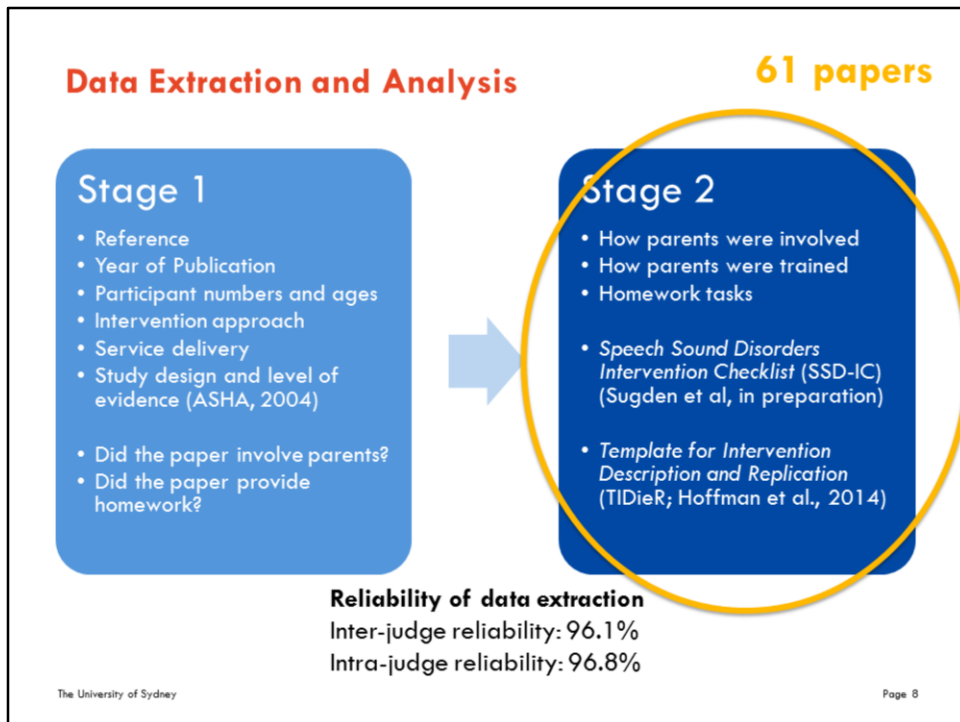 Data Extraction and Analysis
61 papers
Stage 1
• Reference
• Year of Publication
• Participant numbers and ages
• Intervention approach
• Service delivery
• Study design and level of
evidence (ASHA, 2004)
• Did the paper involve parents?
• Did the paper provide
homework?
Stage 2
• How parents were involved
• How parents were trained
• Homework tasks
• Speech Sound Disorders
Intervention Checklist (SSD-IC)
(Sugden et al, in preparation)
• Template for Intervention
Description and Replication
(TIDieR; Hoffman et al., 2014)
Reliability of data extraction
Inter-judge reliability: 96.1%
Intra-judge reliability: 96.8%
The University of Sydney
Page 8